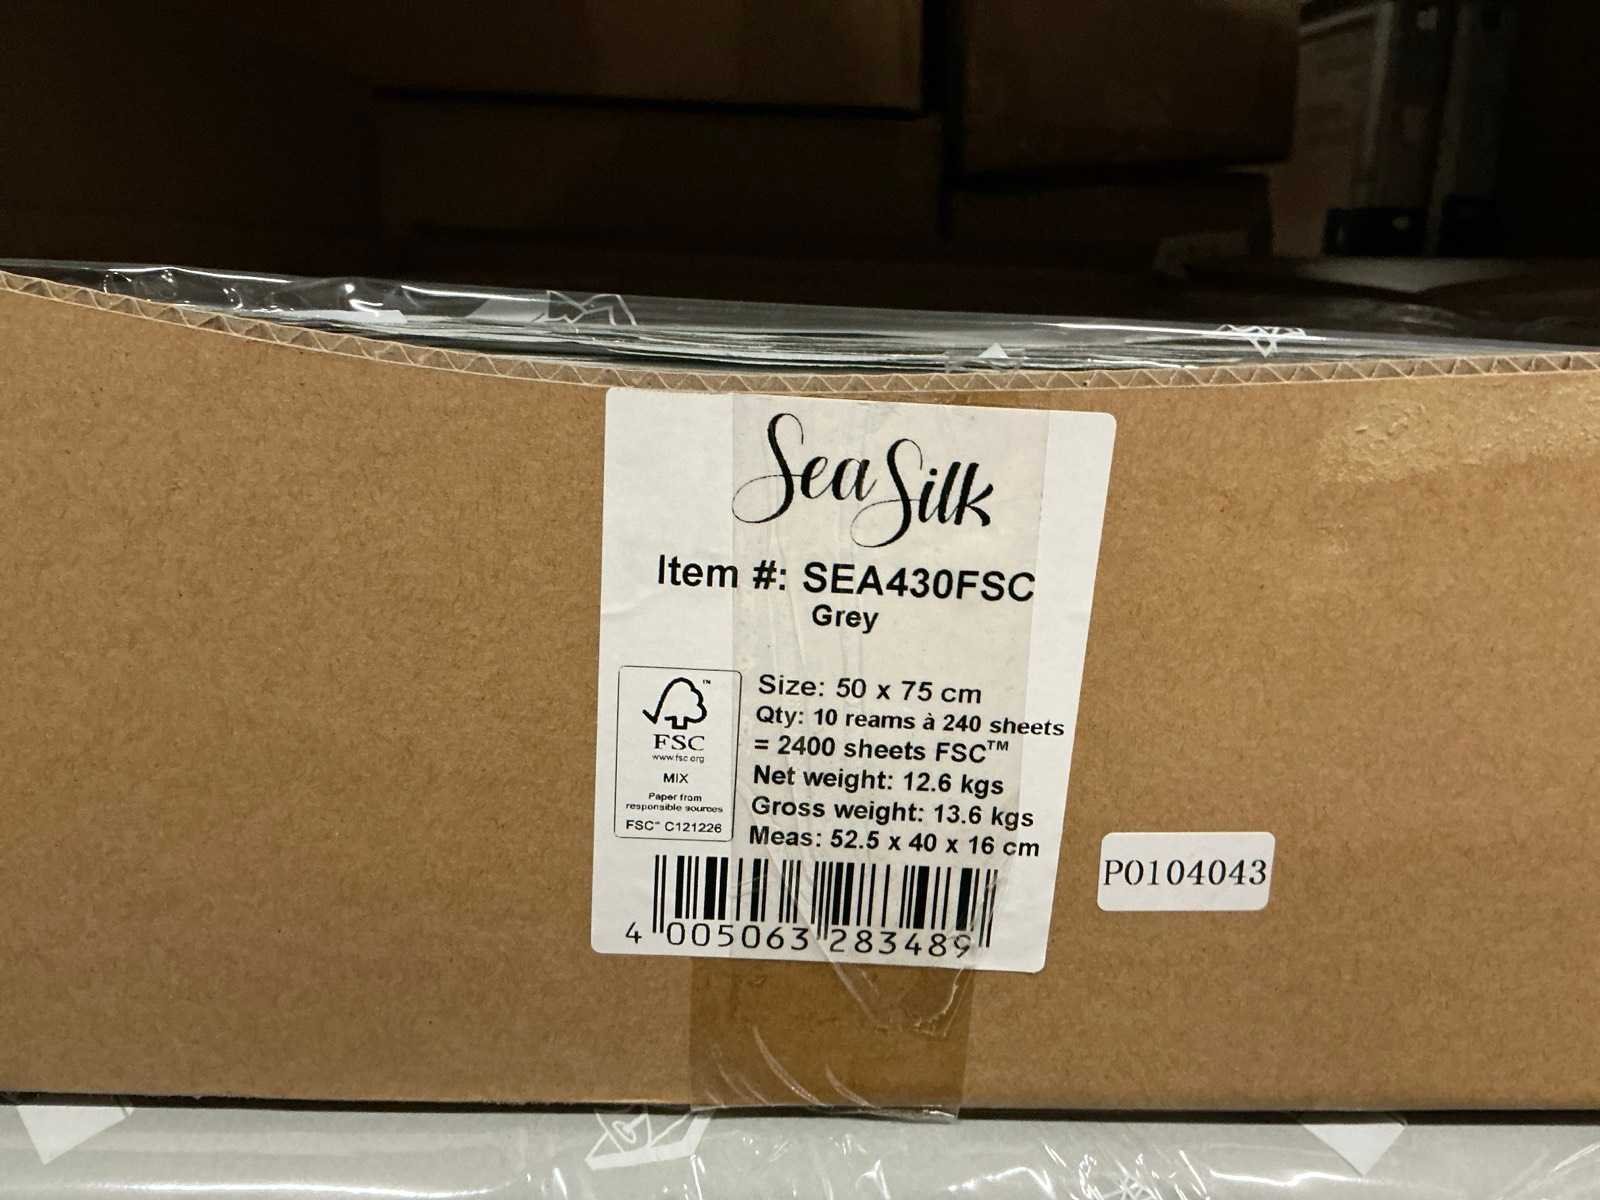 Sea Silk
Item #: SEA430FSC
Grey
FSC
www.fsc.org
MIX
Paper from
responsible sources
FSC® C121226
Size: 50 x 75 cm
Qty: 10 reams à 240 sheets
= 2400 sheets FSC™
Net weight: 12.6 kgs
Gross weight: 13.6 kgs
Meas: 52.5 x 40 x 16 cm
4 005063 283489
P0104043